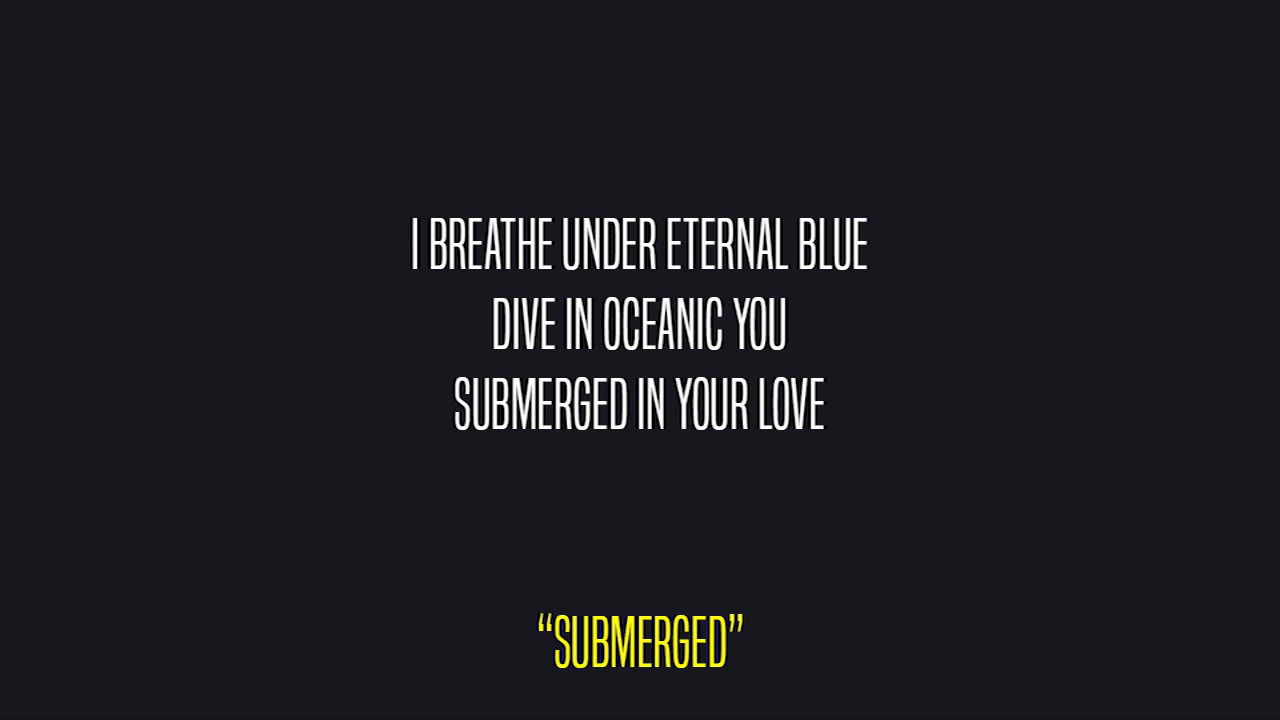 I BREATHE UNDER ETERNAL BLUE
DIVE IN OCEANIC YOU
SUBMERGED IN YOUR LOVE
“SUBMERGED”